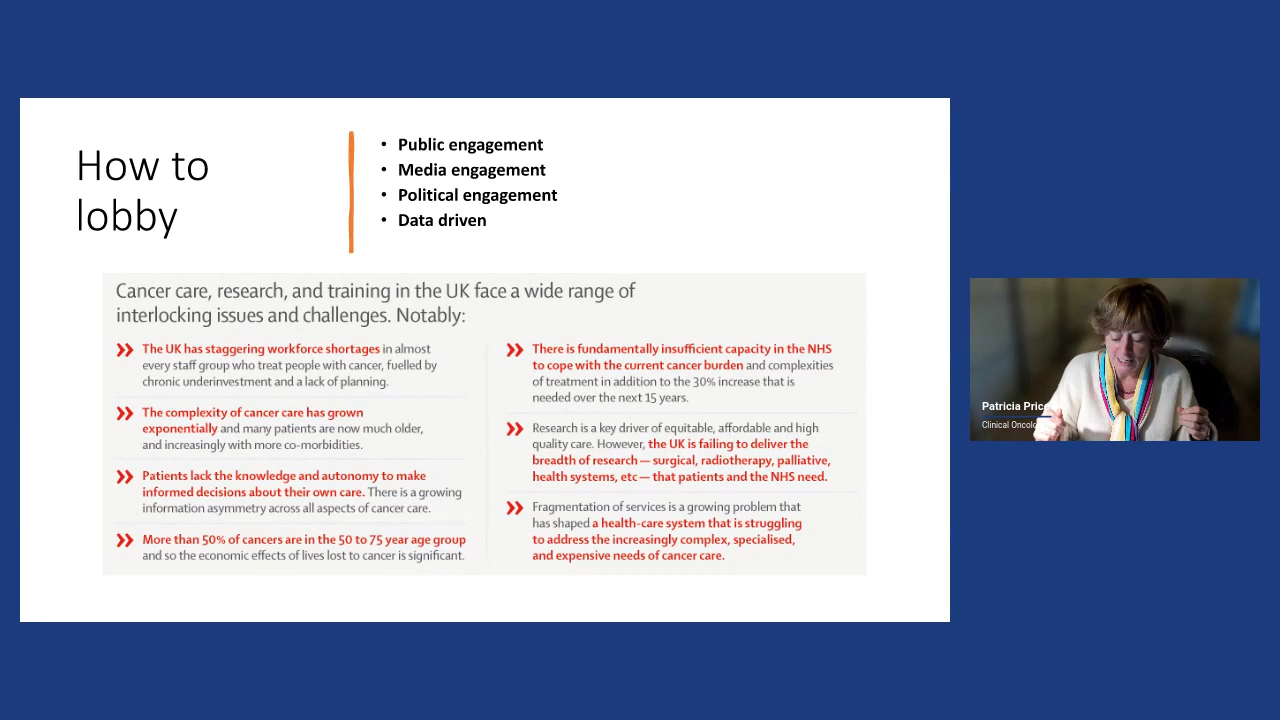 How to
lobby
• Public engagement
• Media engagement
• Political engagement
• Data driven
Cancer care, research, and training in the UK face a wide range of
interlocking issues and challenges. Notably:
The UK has staggering workforce shortages in almost
every staff group who treat people with cancer, fuelled by
chronic underinvestment and a lack of planning.
The complexity of cancer care has grown
exponentially and many patients are now much older,
and increasingly with more co-morbidities.
Patients lack the knowledge and autonomy to make
informed decisions about their own care. There is a growing
information asymmetry across all aspects of cancer care.
More than 50% of cancers are in the 50 to 75 year age group
and so the economic effects of lives lost to cancer is significant.
There is fundamentally insufficient capacity in the NHS
to cope with the current cancer burden and complexities
of treatment in addition to the 30% increase that is
needed over the next 15 years.
Research is a key driver of equitable, affordable and high
quality care. However, the UK is failing to deliver the
breadth of research — surgical, radiotherapy, palliative,
health systems, etc — that patients and the NHS need.
Fragmentation of services is a growing problem that
has shaped a health-care system that is struggling
to address the increasingly complex, specialised,
and expensive needs of cancer care.
Patricia Price
Clinical